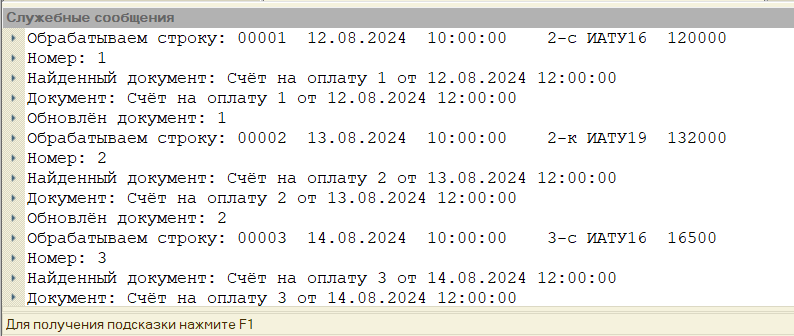 Служебные сообщения
Обрабатываем строку: 00001 12.08.2024 10:00:00 2-с ИАТУ16 120000
Номер: 1
Найденный документ: Счёт на оплату 1 от 12.08.2024 12:00:00
Документ: Счёт на оплату 1 от 12.08.2024 12:00:00
Обновлён документ: 1
Обрабатываем строку: 00002 13.08.2024 10:00:00 2-к ИАТУ19 132000
Номер: 2
Найденный документ: Счёт на оплату 2 от 13.08.2024 12:00:00
Документ: Счёт на оплату 2 от 13.08.2024 12:00:00
Обновлён документ: 2
Обрабатываем строку: 00003 14.08.2024 10:00:00 3-с ИАТУ16 16500
Номер: 3
Найденный документ: Счёт на оплату 3 от 14.08.2024 12:00:00
Документ: Счёт на оплату 3 от 14.08.2024 12:00:00
Для получения подсказки нажмите F1